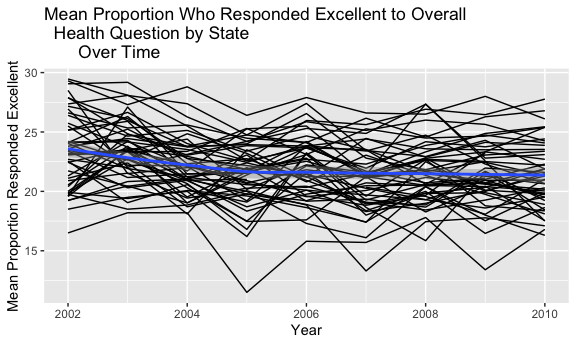 Mean Proportion Who Responded Excellent to Overall
Health Question by State
Over Time
Mean Proportion Responded Excellent
30
25
20
15
2002
2004
2006
2008
2010
Year